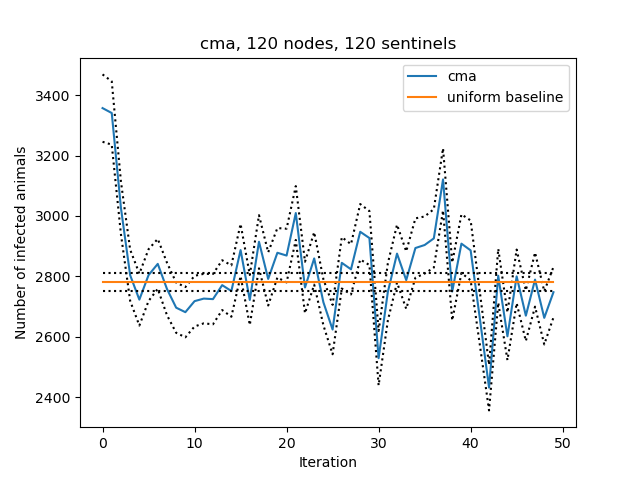 cma, 120 nodes, 120 sentinels
cma
uniform baseline
Number of infected animals
3400
3200
3000
2800
2600
2400
0 10 20 30 40 50
Iteration